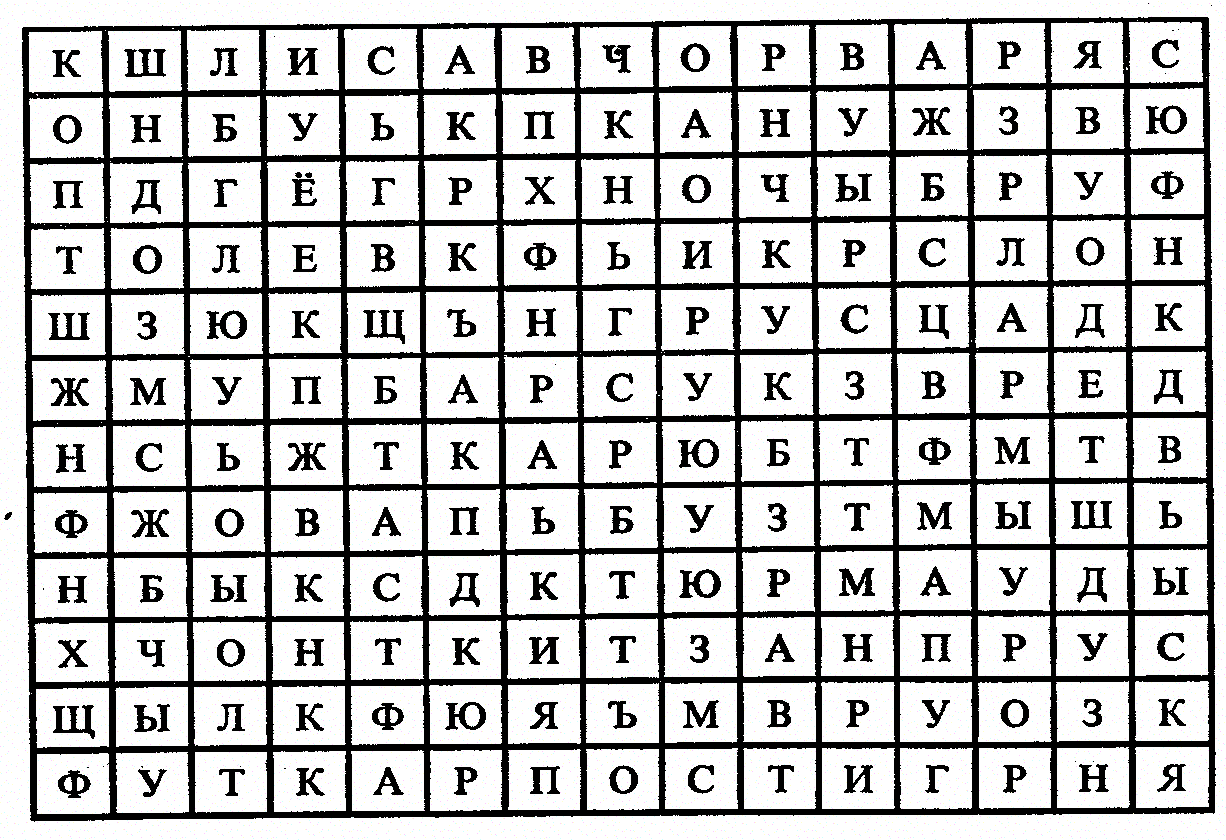 К Ш Л И С А В Ч О Р В А Р Я С
О Н Б У Ь К П К А Н У Ж З В Ю
П Д Г Ё Г Р Х Н О Ч Ы Б Р У Ф
Т О Л Е В К Ф Ь И К Р С Л О Н
Ш З Ю К Щ Ъ Н Г Р У С Ц А Д К
Ж М У П Б А Р С У К З В Р Е Д
Н С Ь Ж Т К А Р Ю Б Т Ф М Т В
Ф Ж О В А П Ь Б У З Т М Ы Ш Ь
Н Б Ы К С Д К Т Ю Р М А У Д Ы
Х Ч О Н Т К И Т З А Н П Р У С
Щ Ы Л К Ф Ю Я Ъ М В Р У О З К
Ф У Т К А Р П О С Т И Г Р Н Я